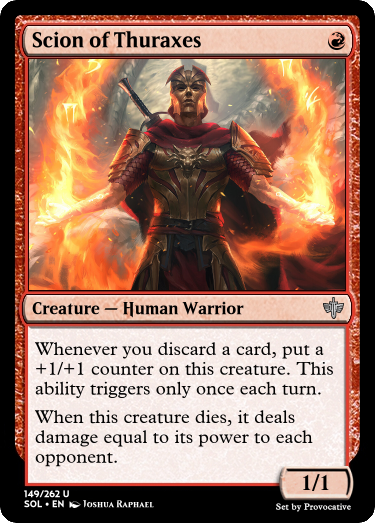 Scion of Thuraxes
Creature — Human Warrior
Whenever you discard a card, put a
+1/+1 counter on this creature. This
ability triggers only once each turn.
When this creature dies, it deals
damage equal to its power to each
opponent.
1/1
149/262 U
SOL • EN Joshua Raphael
Set by Provocative